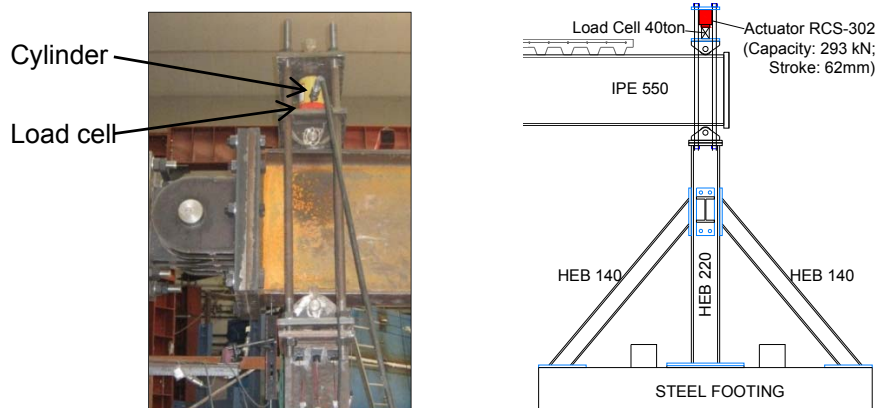 Cylinder
Load cell
Load Cell 40ton
Actuator RCS-302
(Capacity: 293 kN;
Stroke: 62mm)
IPE 550
HEB 140
HEB 220
HEB 140
STEEL FOOTING